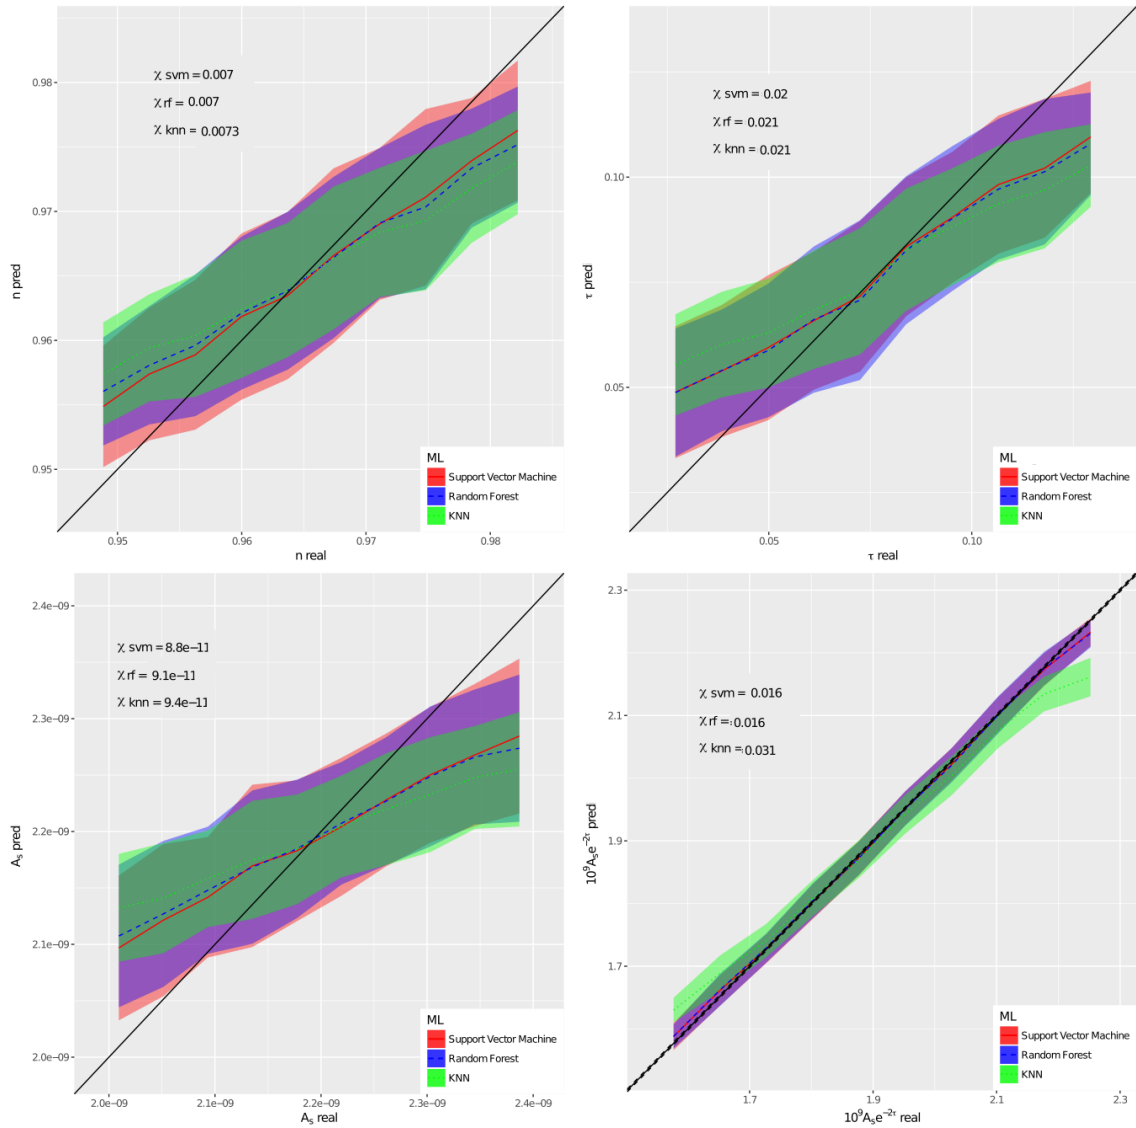 χ svm = 0.007
χ rf = 0.007
χ knn = 0.0073
0.98
0.97
0.96
0.95
n pred
ML
Support Vector Machine
Random Forest
KNN
0.95 0.96 0.97 0.98
n real
χ svm = 0.02
χ rf = 0.021
χ knn = 0.021
0.10
0.05
τ pred
ML
Support Vector Machine
Random Forest
KNN
0.05 0.10
τ real
2.4e−09
χ svm = 8.8e−11
χ rf = 9.1e−11
χ knn = 9.4e−11
2.3e−09
2.2e−09
2.1e−09
2.0e−09
Aₛ pred
ML
Support Vector Machine
Random Forest
KNN
2.0e−09 2.1e−09 2.2e−09 2.3e−09 2.4e−09
Aₛ real
2.3
χ svm = 0.016
χ rf = 0.016
χ knn = 0.031
2.1
1.9
1.7
10⁹Aₛe⁻²ᵗ pred
ML
Support Vector Machine
Random Forest
KNN
1.7 1.9 2.1 2.3
10⁹Aₛe⁻²ᵗ real